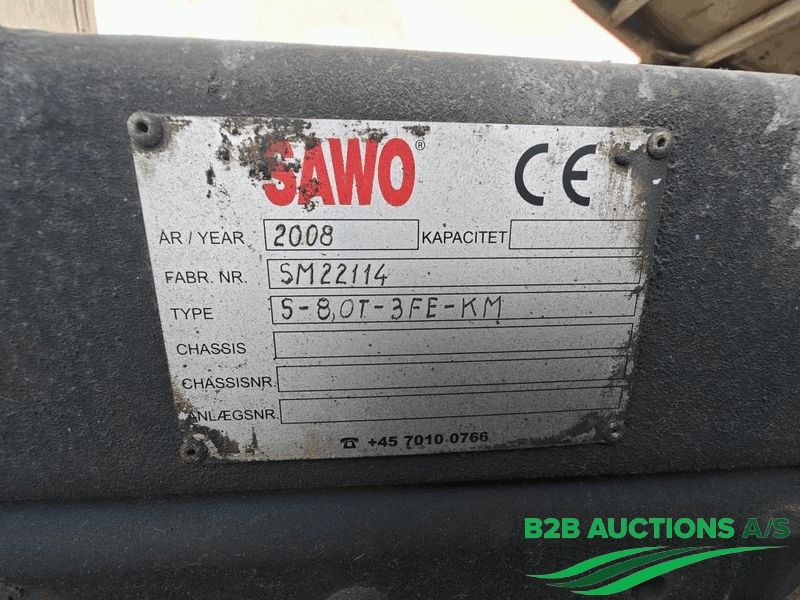 SAWO® CE
ÅR / YEAR 2008 KAPACITET
FABR. NR. SM22114
TYPE S-8,0T-3FE-KM
CHASSIS
CHASSISNR.
ANLÆGSNR.
☎ +45 7010 0766
B2B AUCTIONS A/S